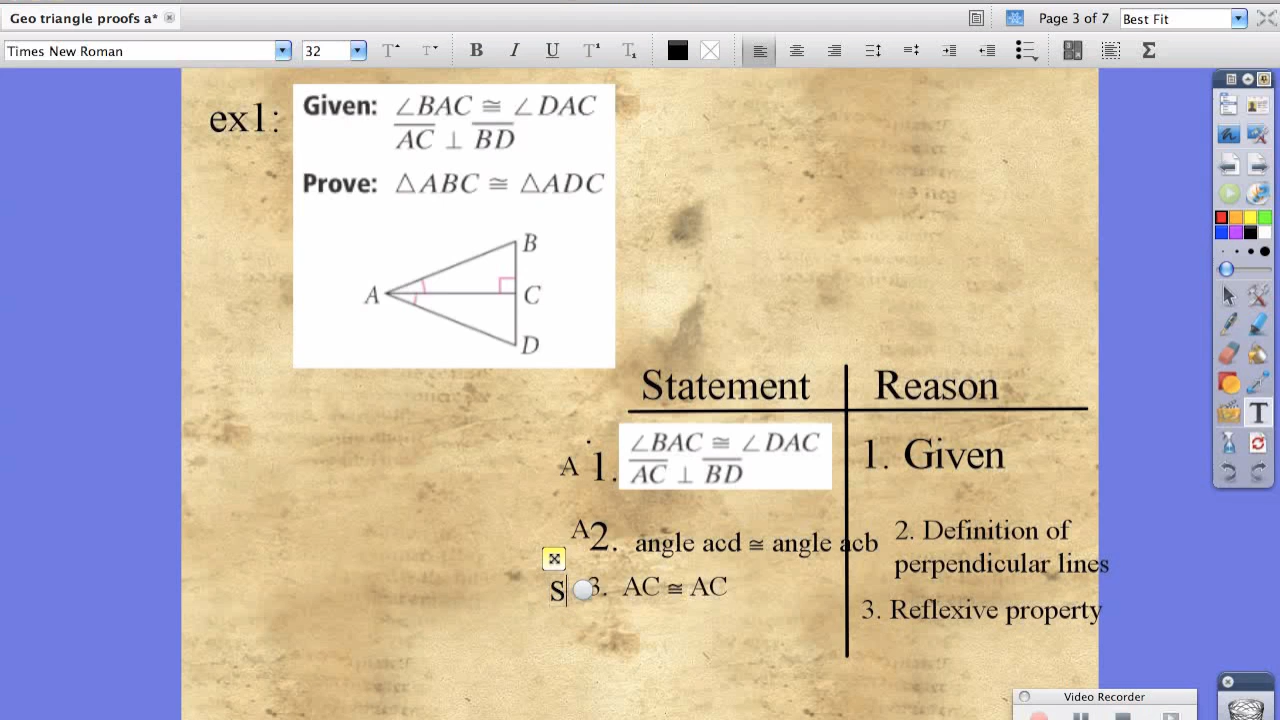 Geo triangle proofs a*
Page 3 of 7
Best Fit
Times New Roman
32
B I U T T
Σ
ex1:
Given: ∠BAC ≅ ∠DAC
AC ⊥ BD
Prove: △ABC ≅ △ADC
B
A
C
D
Statement
Reason
A 1. ∠BAC ≅ ∠DAC
AC ⊥ BD
1. Given
A 2. angle acd ≅ angle acb
2. Definition of
perpendicular lines
S 3. AC ≅ AC
3. Reflexive property
T
Video Recorder